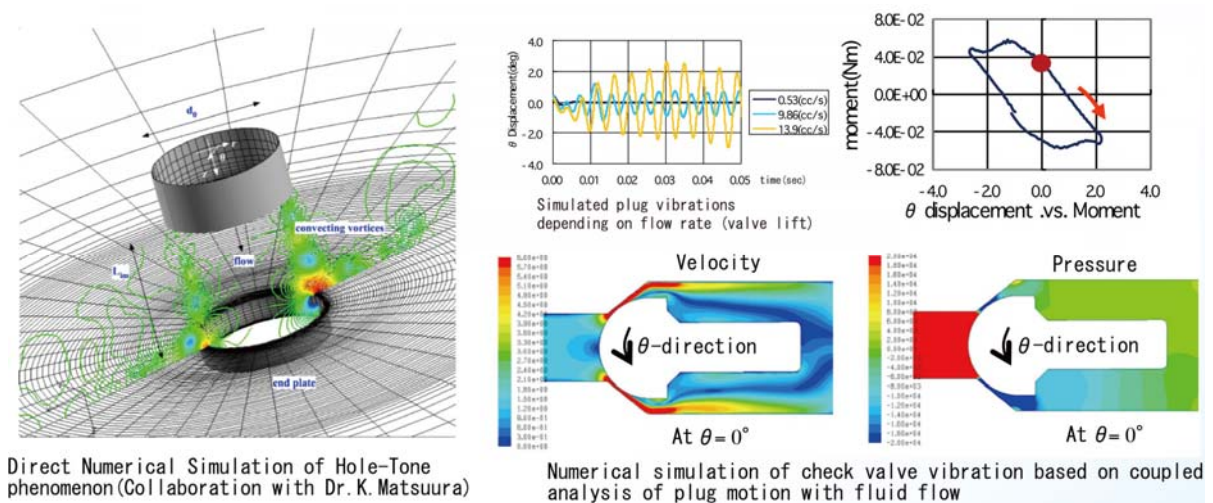 d₀
convecting vortices
flow
L_im
end plate
Direct Numerical Simulation of Hole-Tone
phenomenon(Collaboration with Dr.K.Matsuura)
θ Displacement(deg)
4.0
2.0
0.0
-2.0
-4.0
0.00 0.01 0.02 0.03 0.04 0.05 time(sec)
0.53(cc/s)
9.86(cc/s)
13.9(cc/s)
Simulated plug vibrations
depending on flow rate (valve lift)
moment(Nm)
8.0E-02
4.0E-02
0.0E+00
-4.0E-02
-8.0E-02
-4.0 -2.0 0.0 2.0 4.0
θ displacement .vs. Moment
Velocity
θ-direction
At θ=0°
Pressure
θ-direction
At θ=0°
Numerical simulation of check valve vibration based on coupled
analysis of plug motion with fluid flow